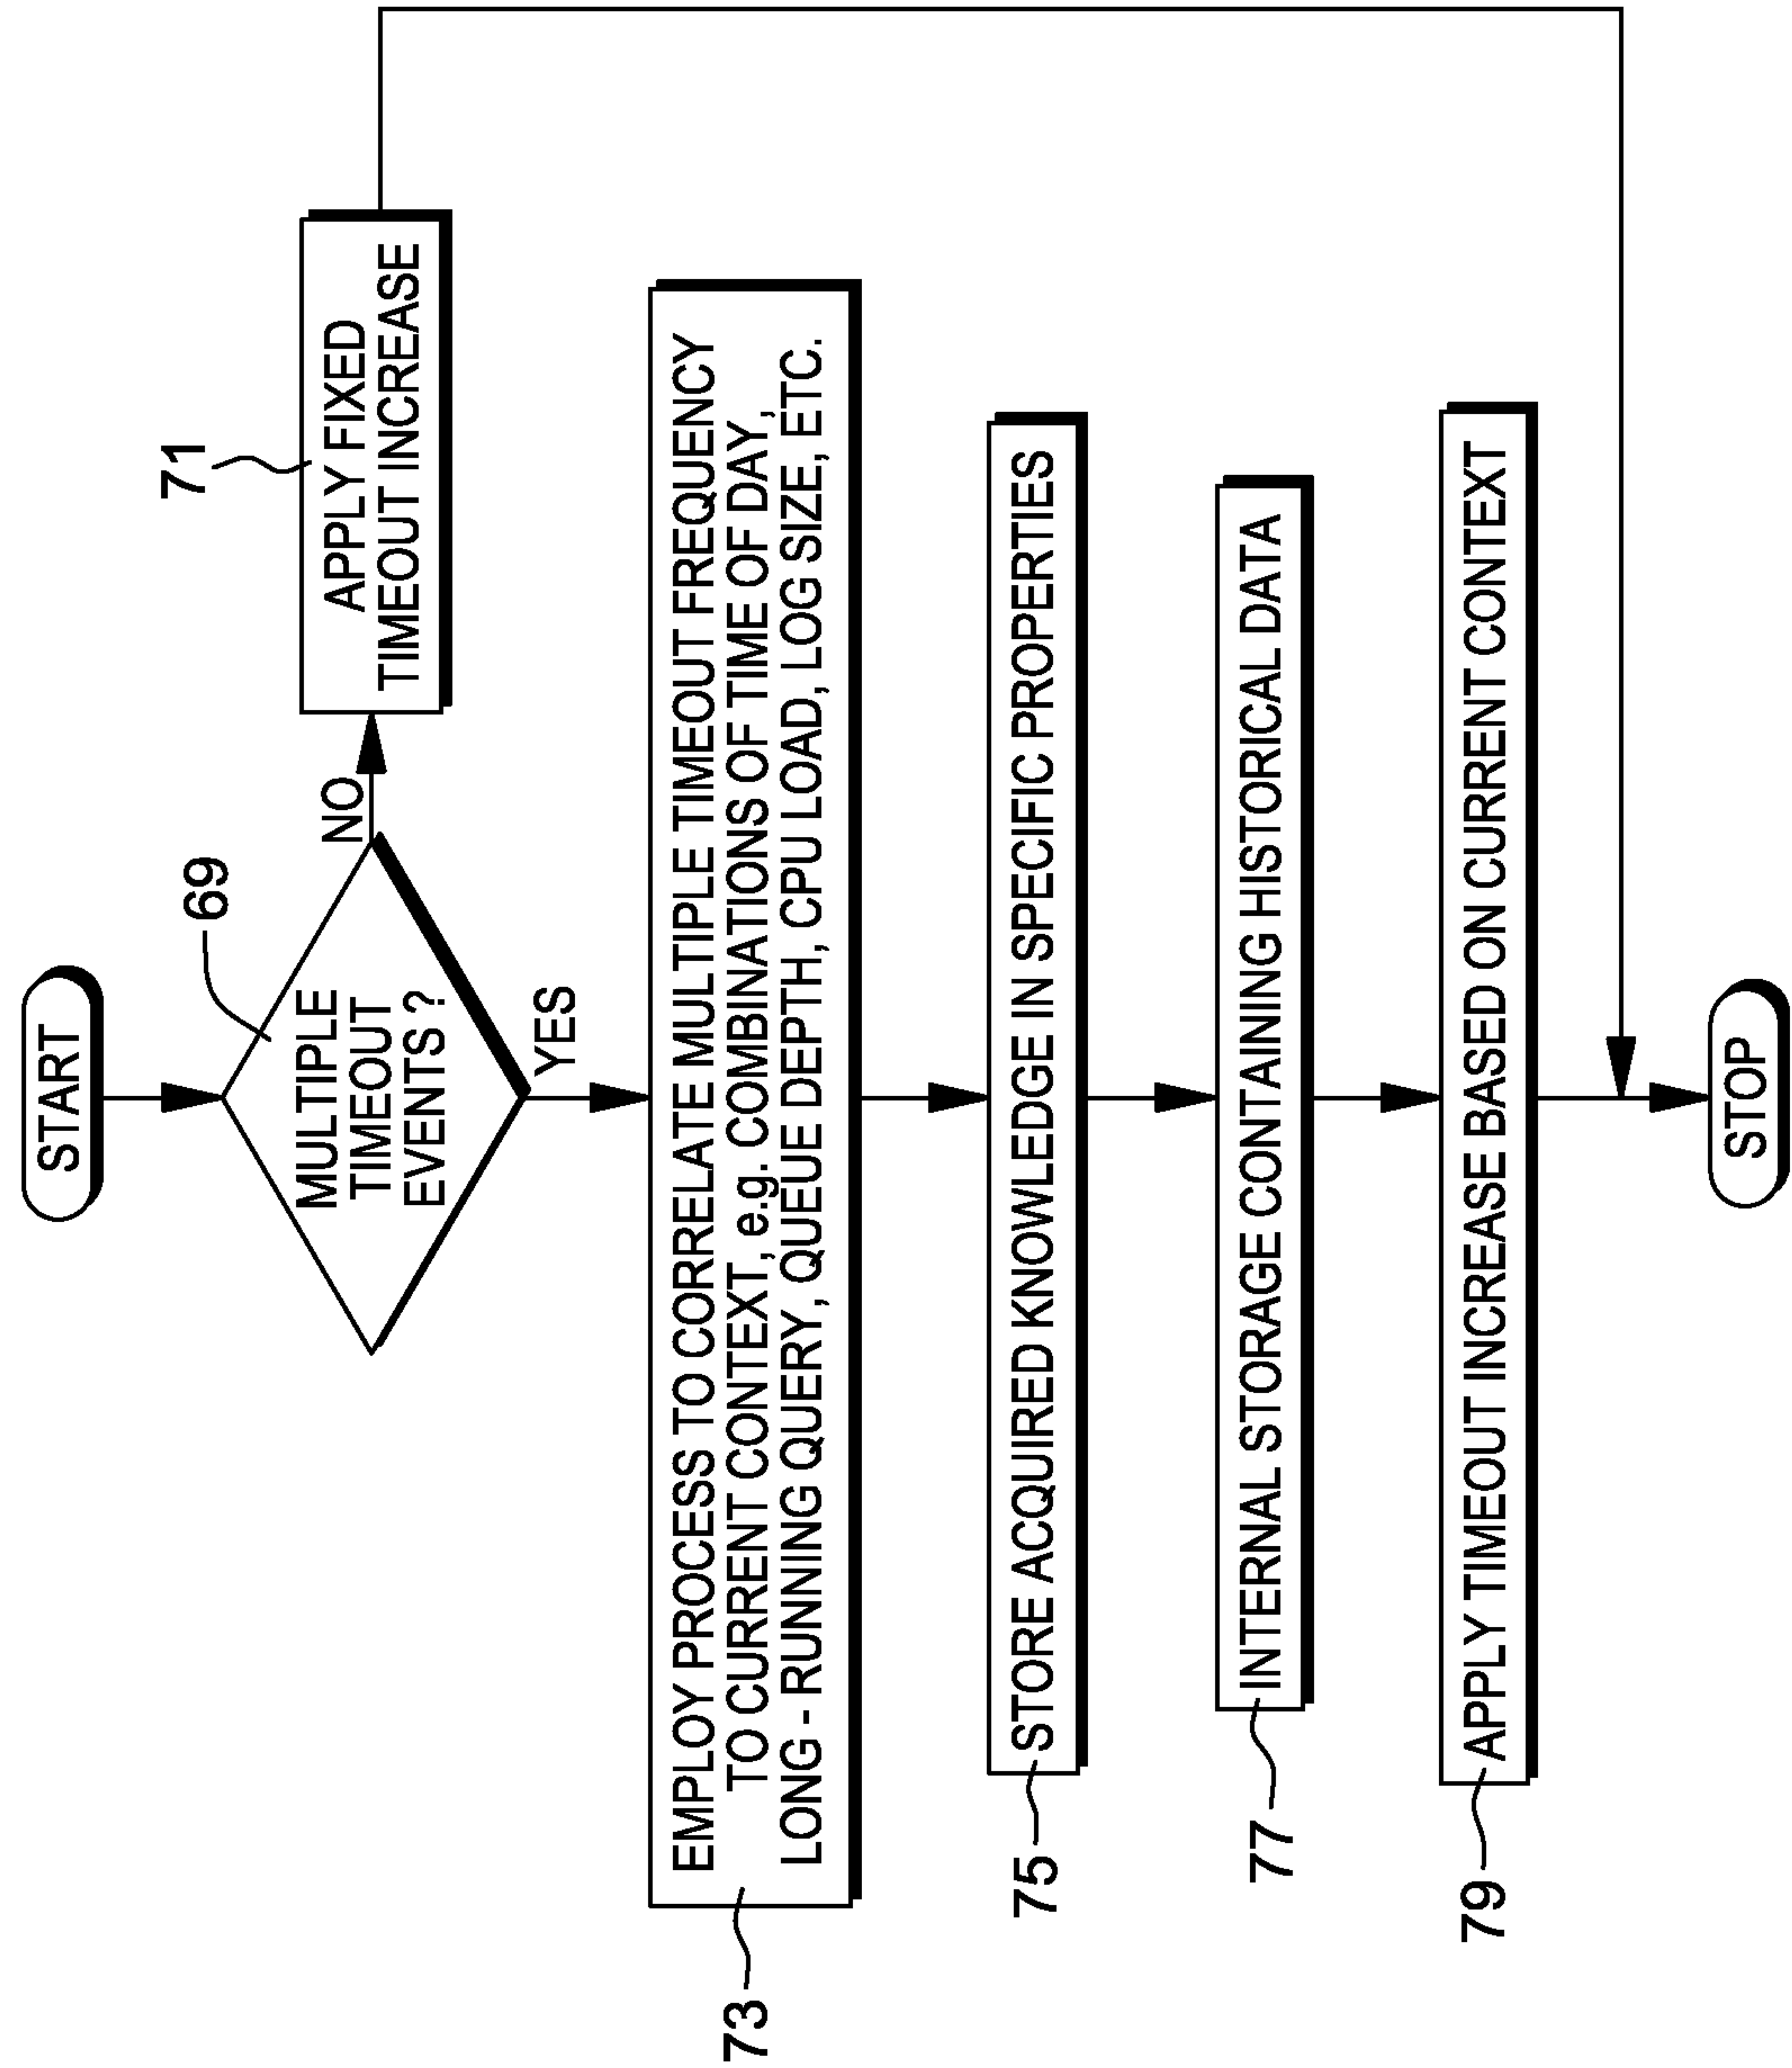 START
69
MULTIPLE
TIMEOUT
EVENTS?
NO
71
APPLY FIXED
TIMEOUT INCREASE
YES
73
EMPLOY PROCESS TO CORRELATE MULTIPLE TIMEOUT FREQUENCY
TO CURRENT CONTEXT, e.g. COMBINATIONS OF TIME OF DAY,
LONG - RUNNING QUERY, QUEUE DEPTH, CPU LOAD, LOG SIZE, ETC.
75
STORE ACQUIRED KNOWLEDGE IN SPECIFIC PROPERTIES
77
INTERNAL STORAGE CONTAINING HISTORICAL DATA
79
APPLY TIMEOUT INCREASE BASED ON CURRENT CONTEXT
STOP